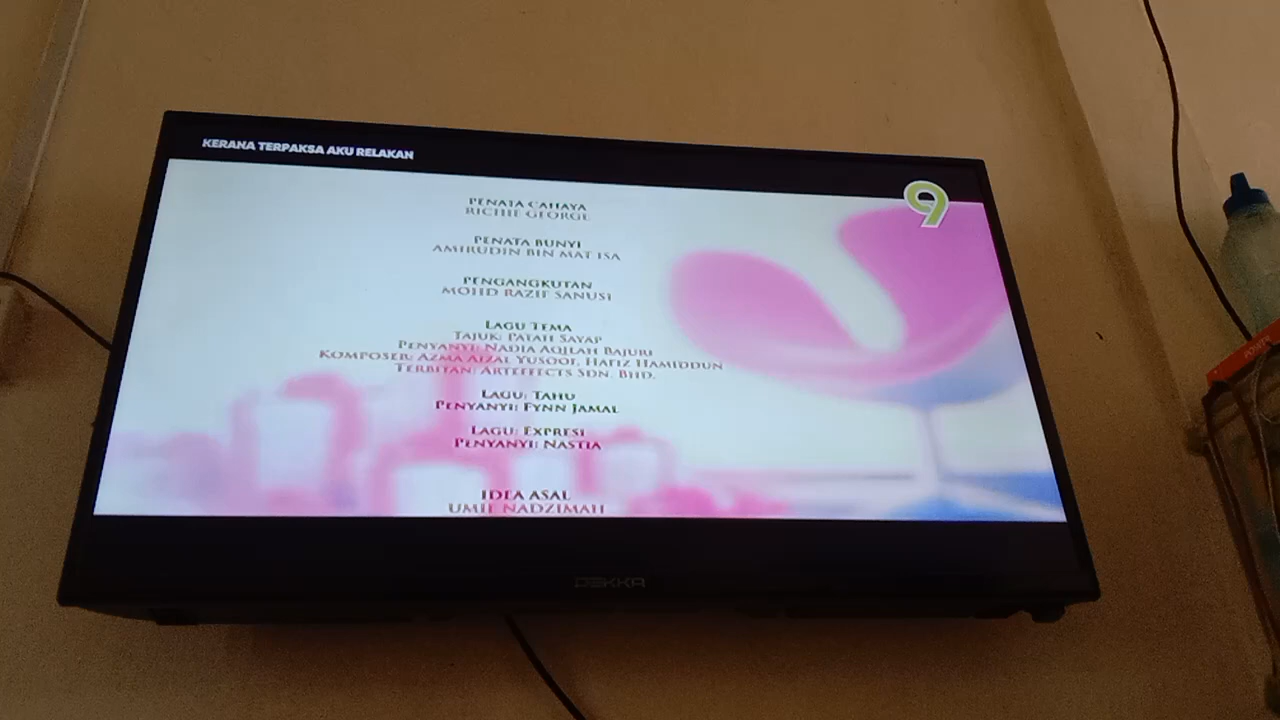 KERANA TERPAKSA AKU RELAKAN
9
PENATA CAHAYA
RICHIE GEORGE
PENATA BUNYI
AMIRUDIN BIN MAT ISA
PENGANGKUTAN
MOHD RAZIF SANUSI
LAGU TEMA
TAJUK: PATAH SAYAP
PENYANYI: NADIA AQILAH BAJURI
KOMPOSER: AZMA AIZAL YUSOOF, HAFIZ HAMIDDUN
TERBITAN: ARTEFFECTS SDN. BHD.
LAGU: TAHU
PENYANYI: FYNN JAMAL
LAGU: EXPRESI
PENYANYI: NASTIA
IDEA ASAL
UMIE NADZIMAH
DEKKA